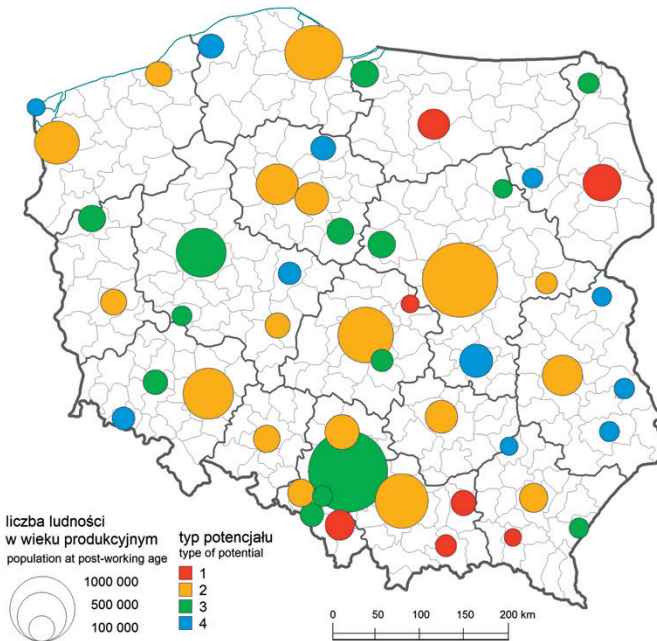 liczba ludności
w wieku produkcyjnym
population at post-working age
1000 000
500 000
100 000
typ potencjału
type of potential
1
2
3
4
0 50 100 150 200 km